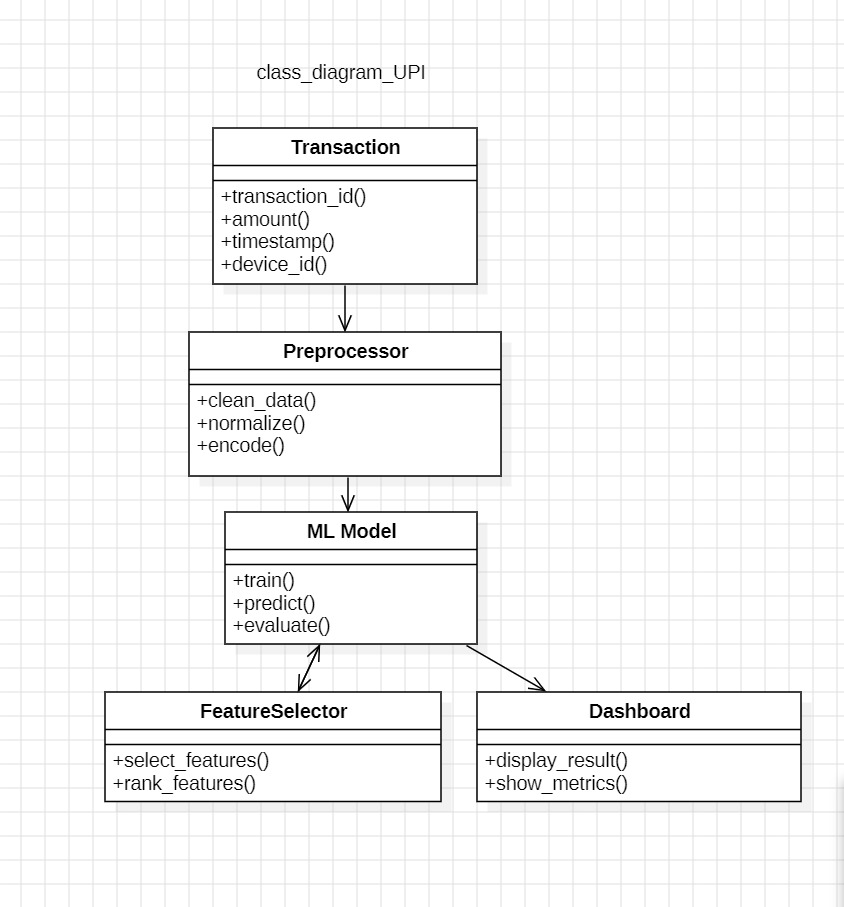 class_diagram_UPI
Transaction
+transaction_id()
+amount()
+timestamp()
+device_id()
Preprocessor
+clean_data()
+normalize()
+encode()
ML Model
+train()
+predict()
+evaluate()
FeatureSelector
+select_features()
+rank_features()
Dashboard
+display_result()
+show_metrics()